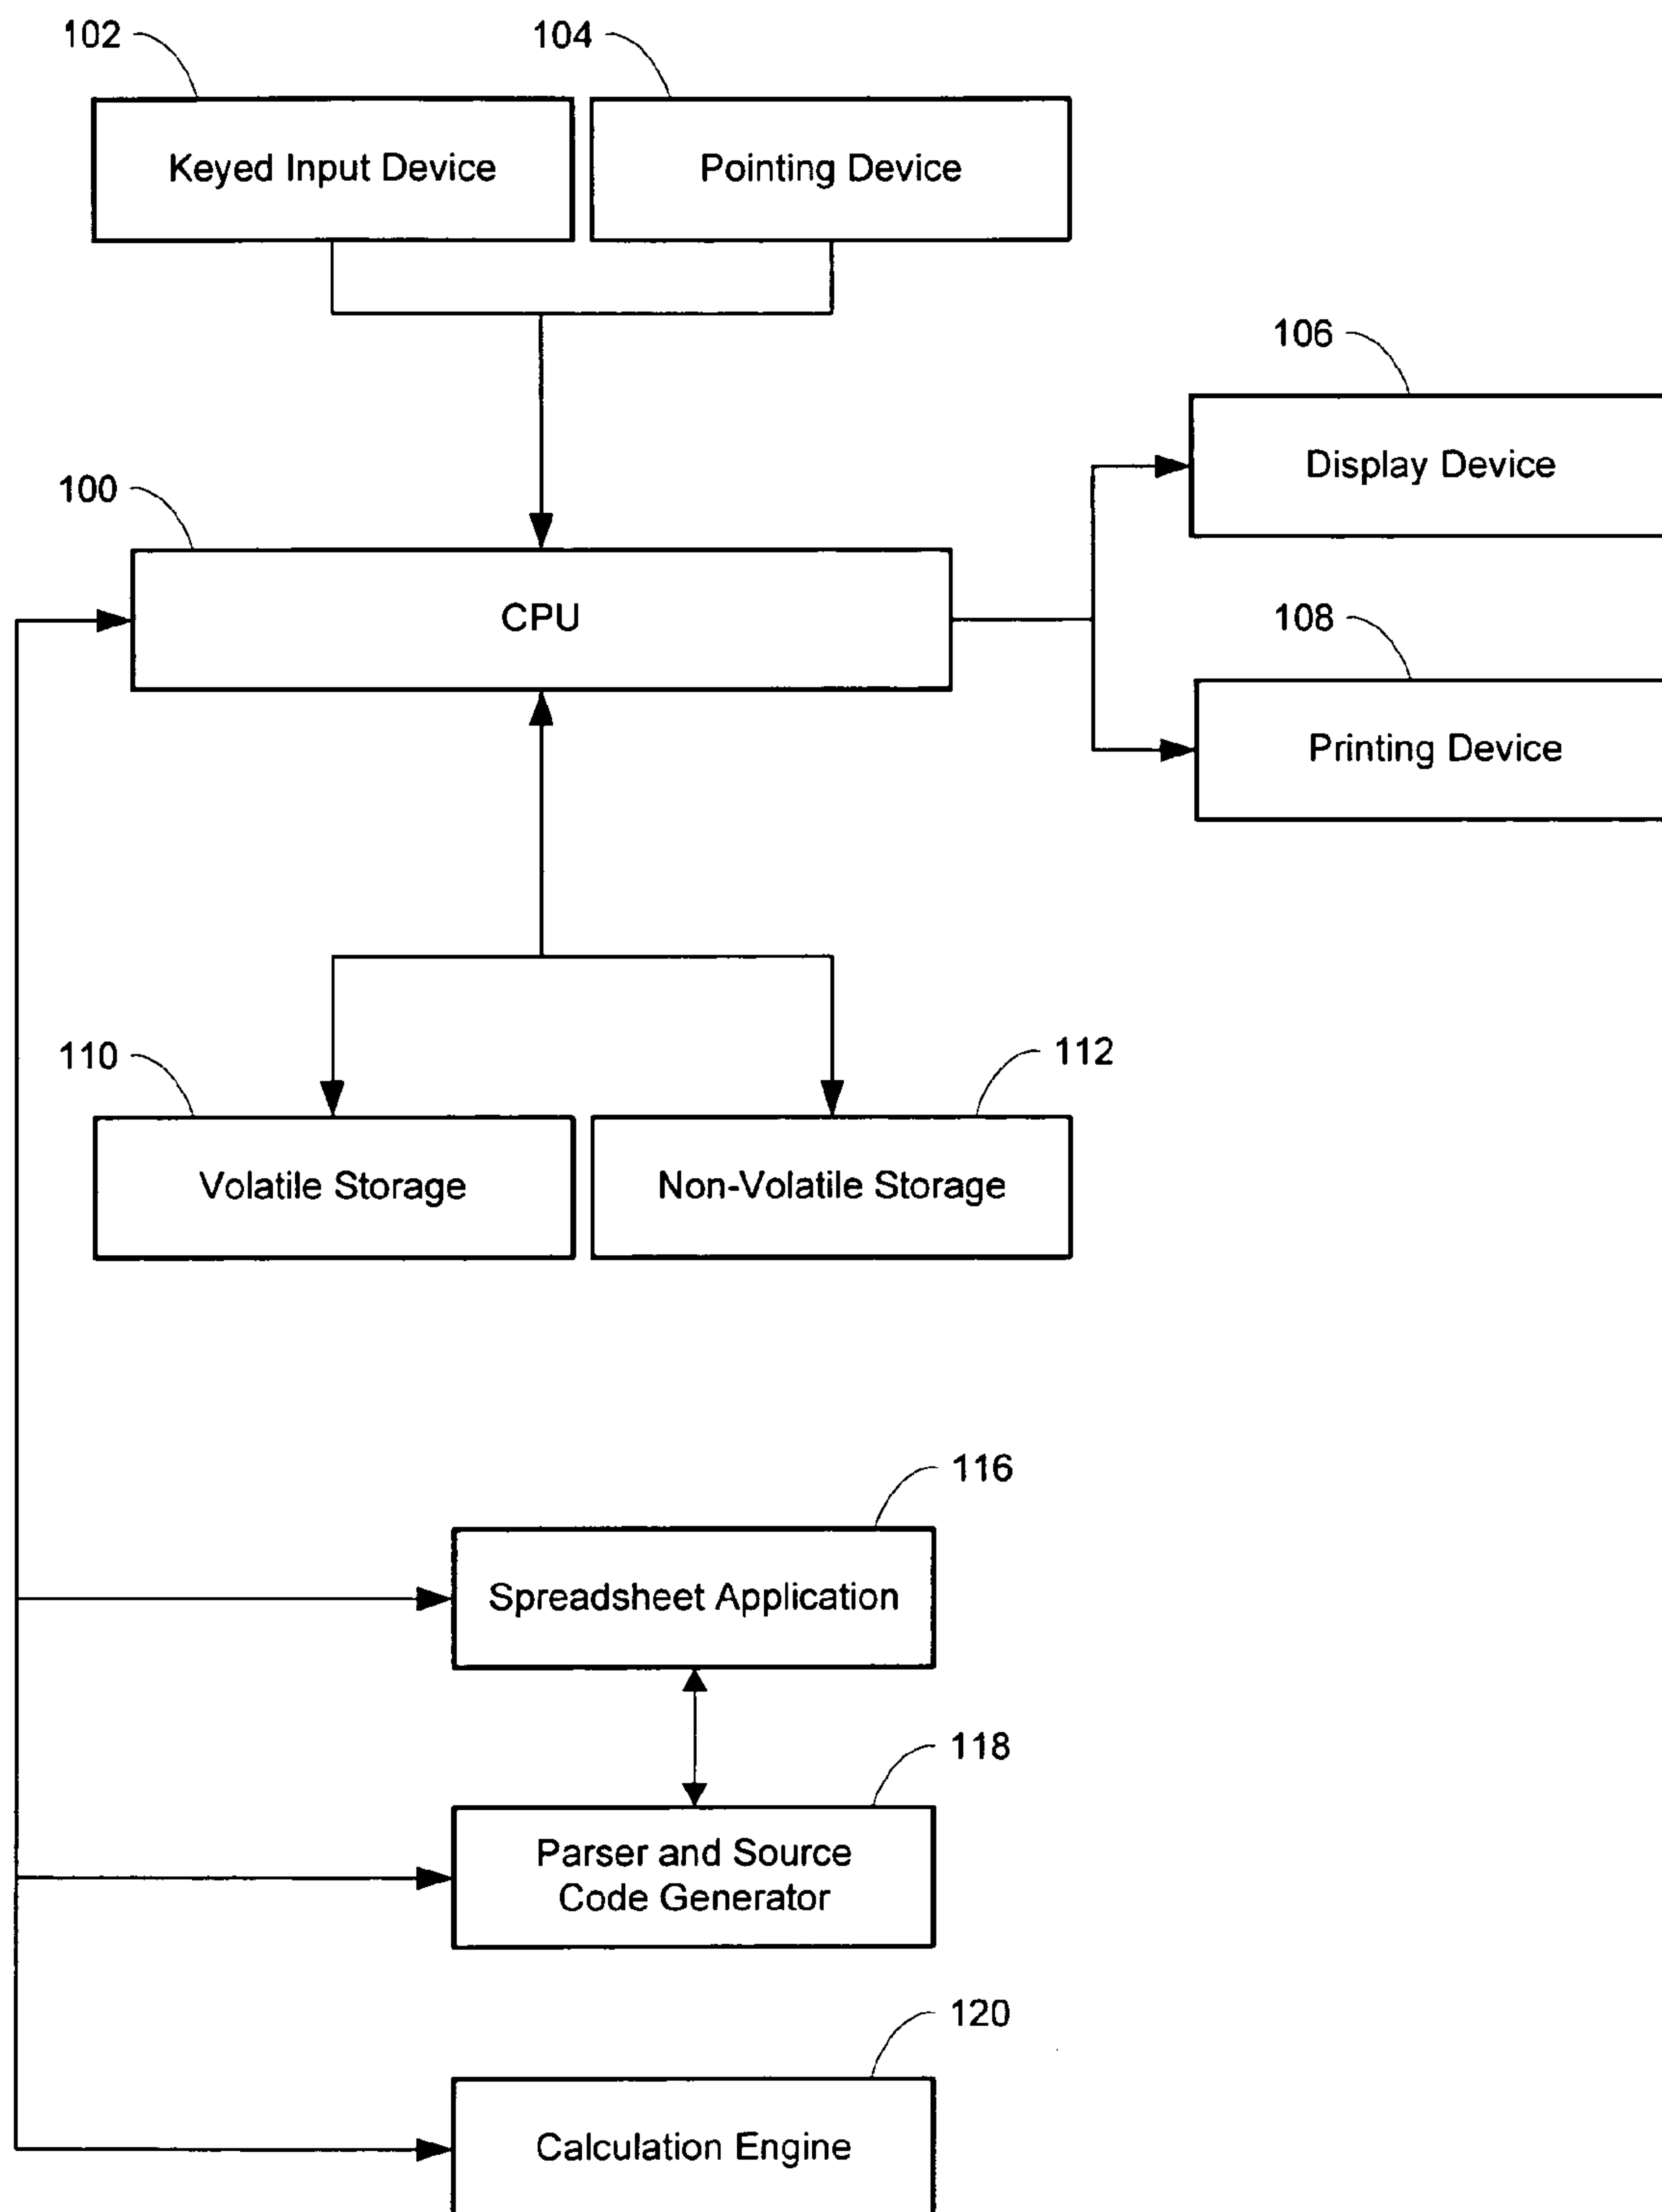 102
104
Keyed Input Device
Pointing Device
106
Display Device
100
CPU
108
Printing Device
110
112
Volatile Storage
Non-Volatile Storage
116
Spreadsheet Application
118
Parser and Source
Code Generator
120
Calculation Engine